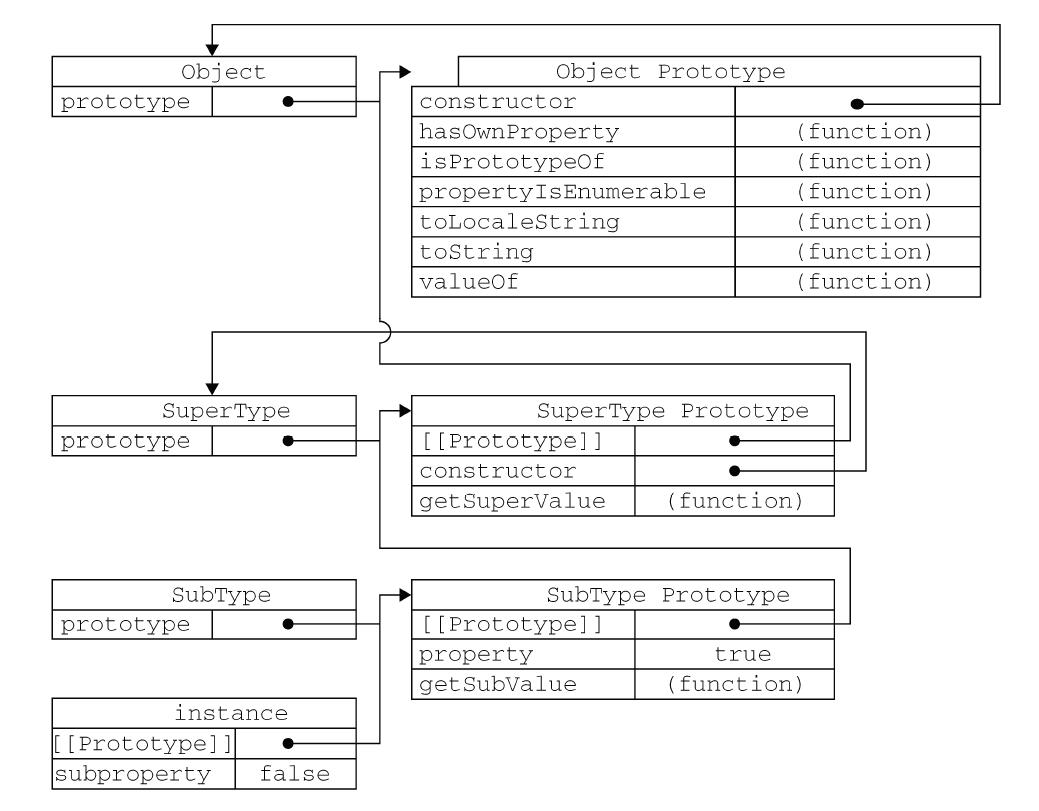 Object
prototype
Object Prototype
constructor
hasOwnProperty (function)
isPrototypeOf (function)
propertyIsEnumerable (function)
toLocaleString (function)
toString (function)
valueOf (function)
SuperType
prototype
SuperType Prototype
[[Prototype]]
constructor
getSuperValue (function)
SubType
prototype
SubType Prototype
[[Prototype]]
property true
getSubValue (function)
instance
[[Prototype]]
subproperty false